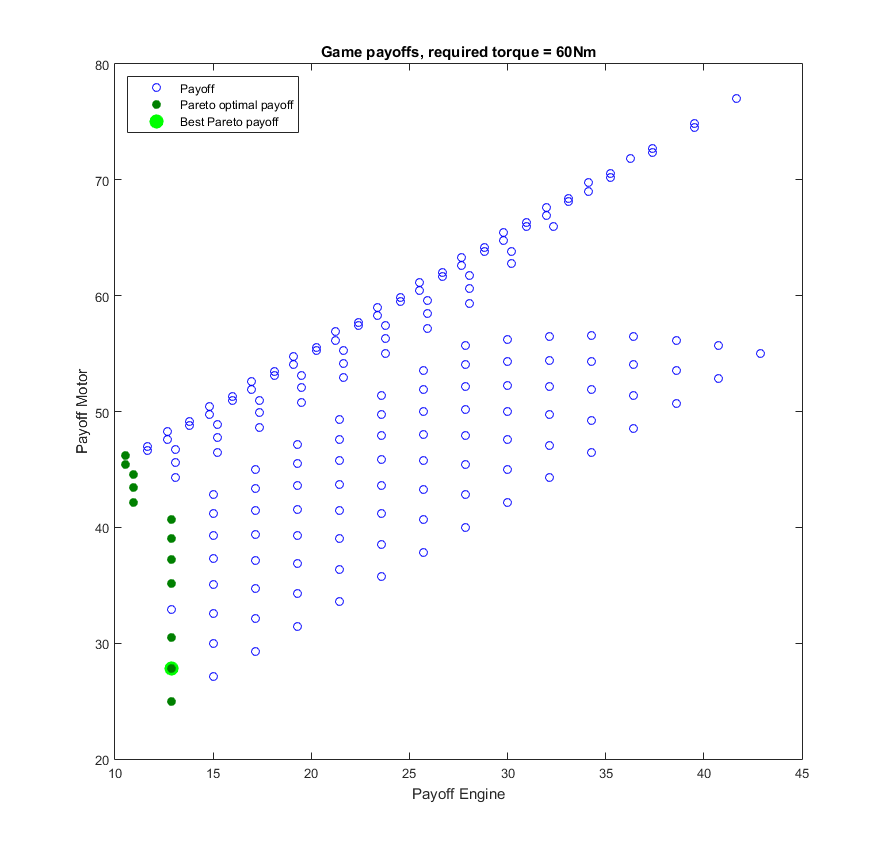 Game payoffs, required torque = 60Nm
80
Payoff
Pareto optimal payoff
Best Pareto payoff
70
60
50
40
30
20
Payoff Motor
10 15 20 25 30 35 40 45
Payoff Engine